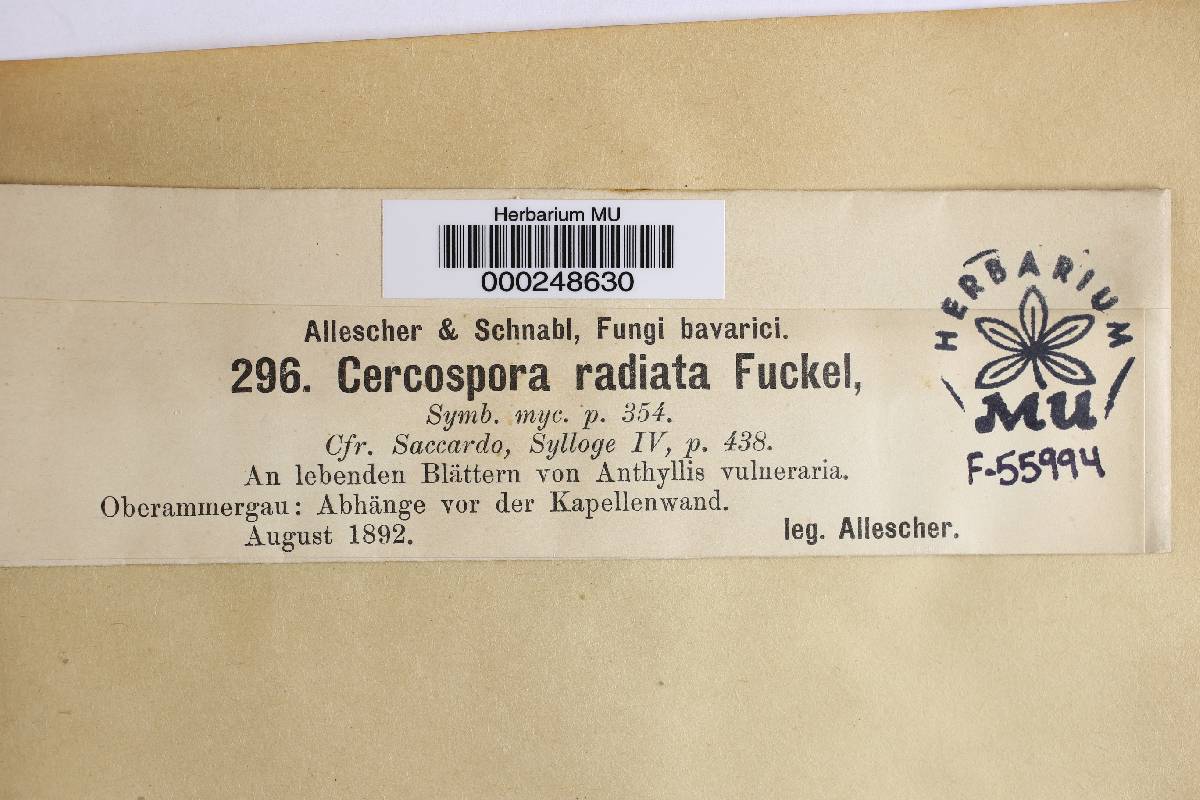 Herbarium MU
000248630
HERBARIUM
MU
F-55994
Allescher & Schnabl, Fungi bavarici.
296. Cercospora radiata Fuckel,
Symb. myc. p. 354.
Cfr. Saccardo, Sylloge IV, p. 438.
An lebenden Blättern von Anthyllis vulneraria.
Oberammergau: Abhänge vor der Kapellenwand.
August 1892. leg. Allescher.